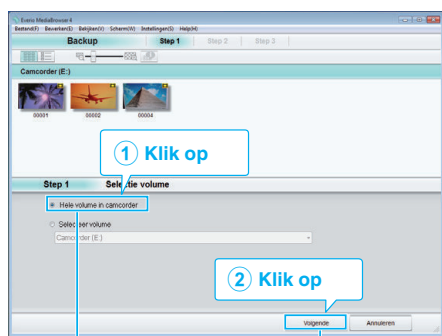 Everio MediaBrowser 4
Bestand(F) Bewerken(E) Bekijken(V) Scherm(W) Instellingen(S) Help(H)
Backup Step 1 Step 2 Step 3
Camcorder (E:)
00001 00002 00004
1 Klik op
Step 1 Selectie volume
Hele volume in camcorder
Selecteer volume
Camcorder (E:)
2 Klik op
Volgende Annuleren